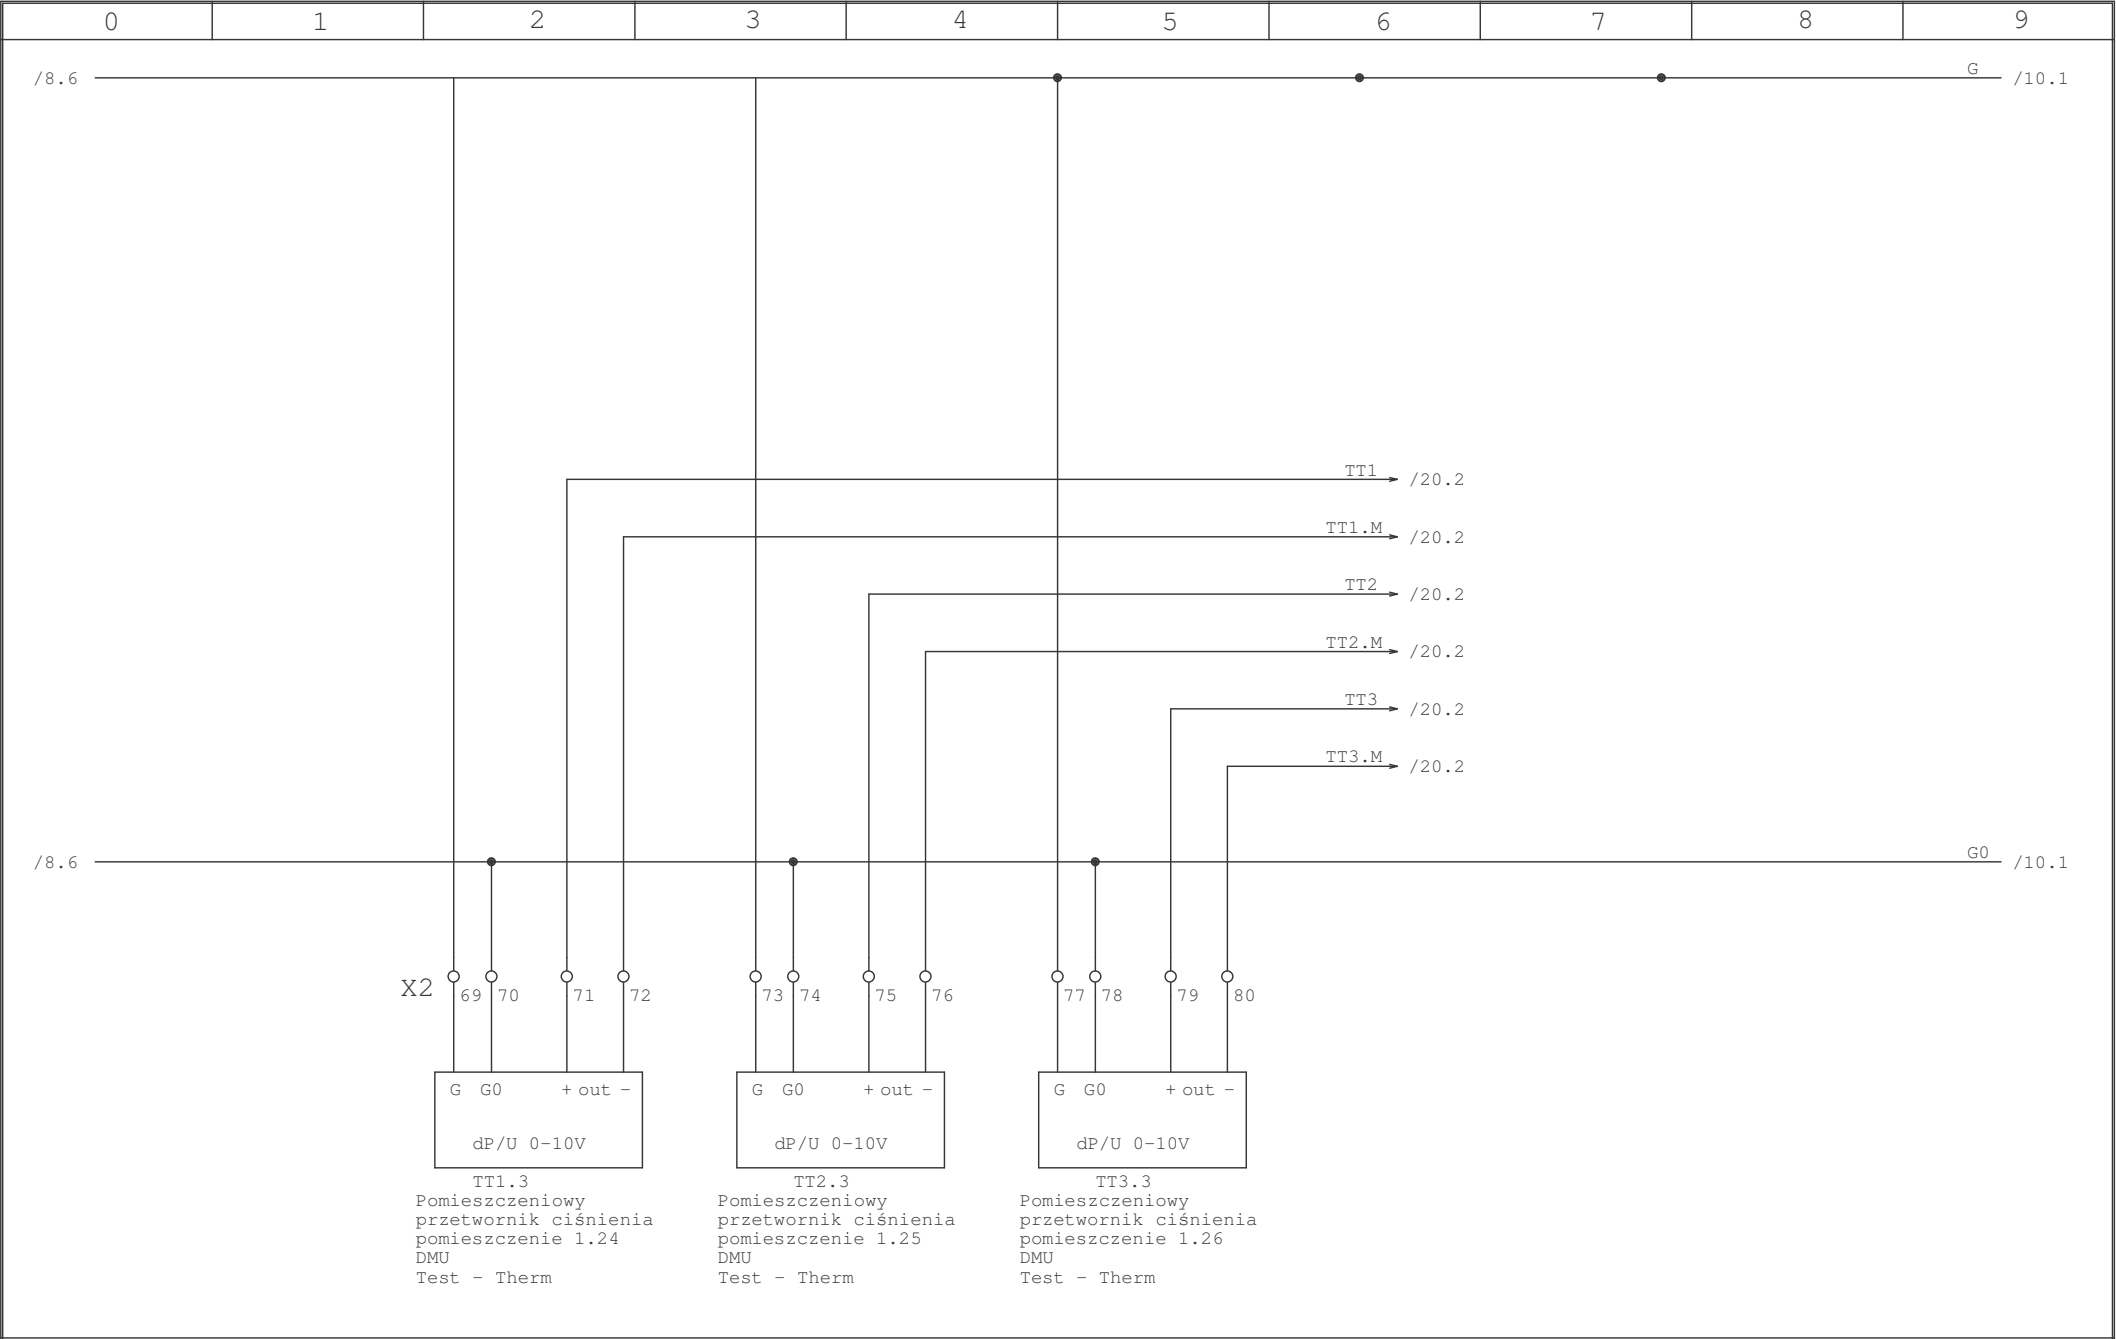 0 1 2 3 4 5 6 7 8 9
/8.6 G /10.1
TT1 /20.2
TT1.M /20.2
TT2 /20.2
TT2.M /20.2
TT3 /20.2
TT3.M /20.2
/8.6 G0 /10.1
X2 69 70 71 72 73 74 75 76 77 78 79 80
G G0 + out - G G0 + out - G G0 + out -
dP/U 0-10V dP/U 0-10V dP/U 0-10V
TT1.3
Pomieszczeniowy
przetwornik ciśnienia
pomieszczenie 1.24
DMU
Test - Therm
TT2.3
Pomieszczeniowy
przetwornik ciśnienia
pomieszczenie 1.25
DMU
Test - Therm
TT3.3
Pomieszczeniowy
przetwornik ciśnienia
pomieszczenie 1.26
DMU
Test - Therm